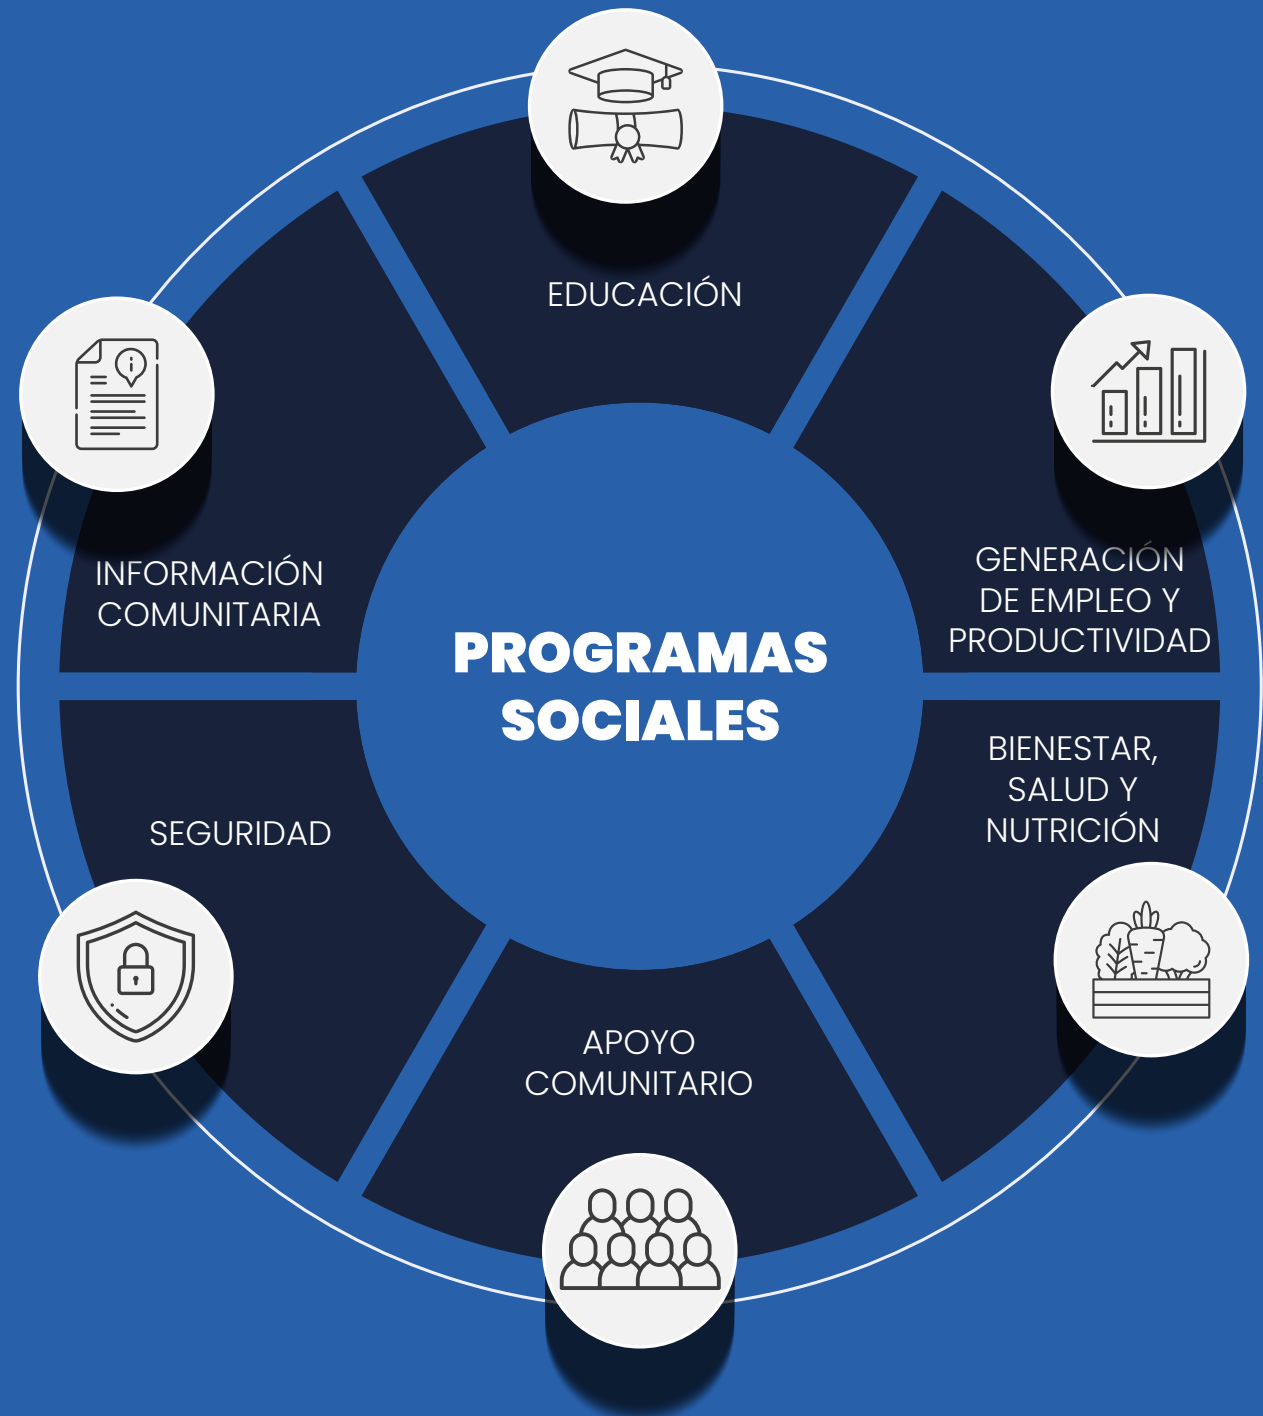 EDUCACIÓN
GENERACIÓN
DE EMPLEO Y
PRODUCTIVIDAD
BIENESTAR,
SALUD Y
NUTRICIÓN
APOYO
COMUNITARIO
SEGURIDAD
INFORMACIÓN
COMUNITARIA
PROGRAMAS
SOCIALES